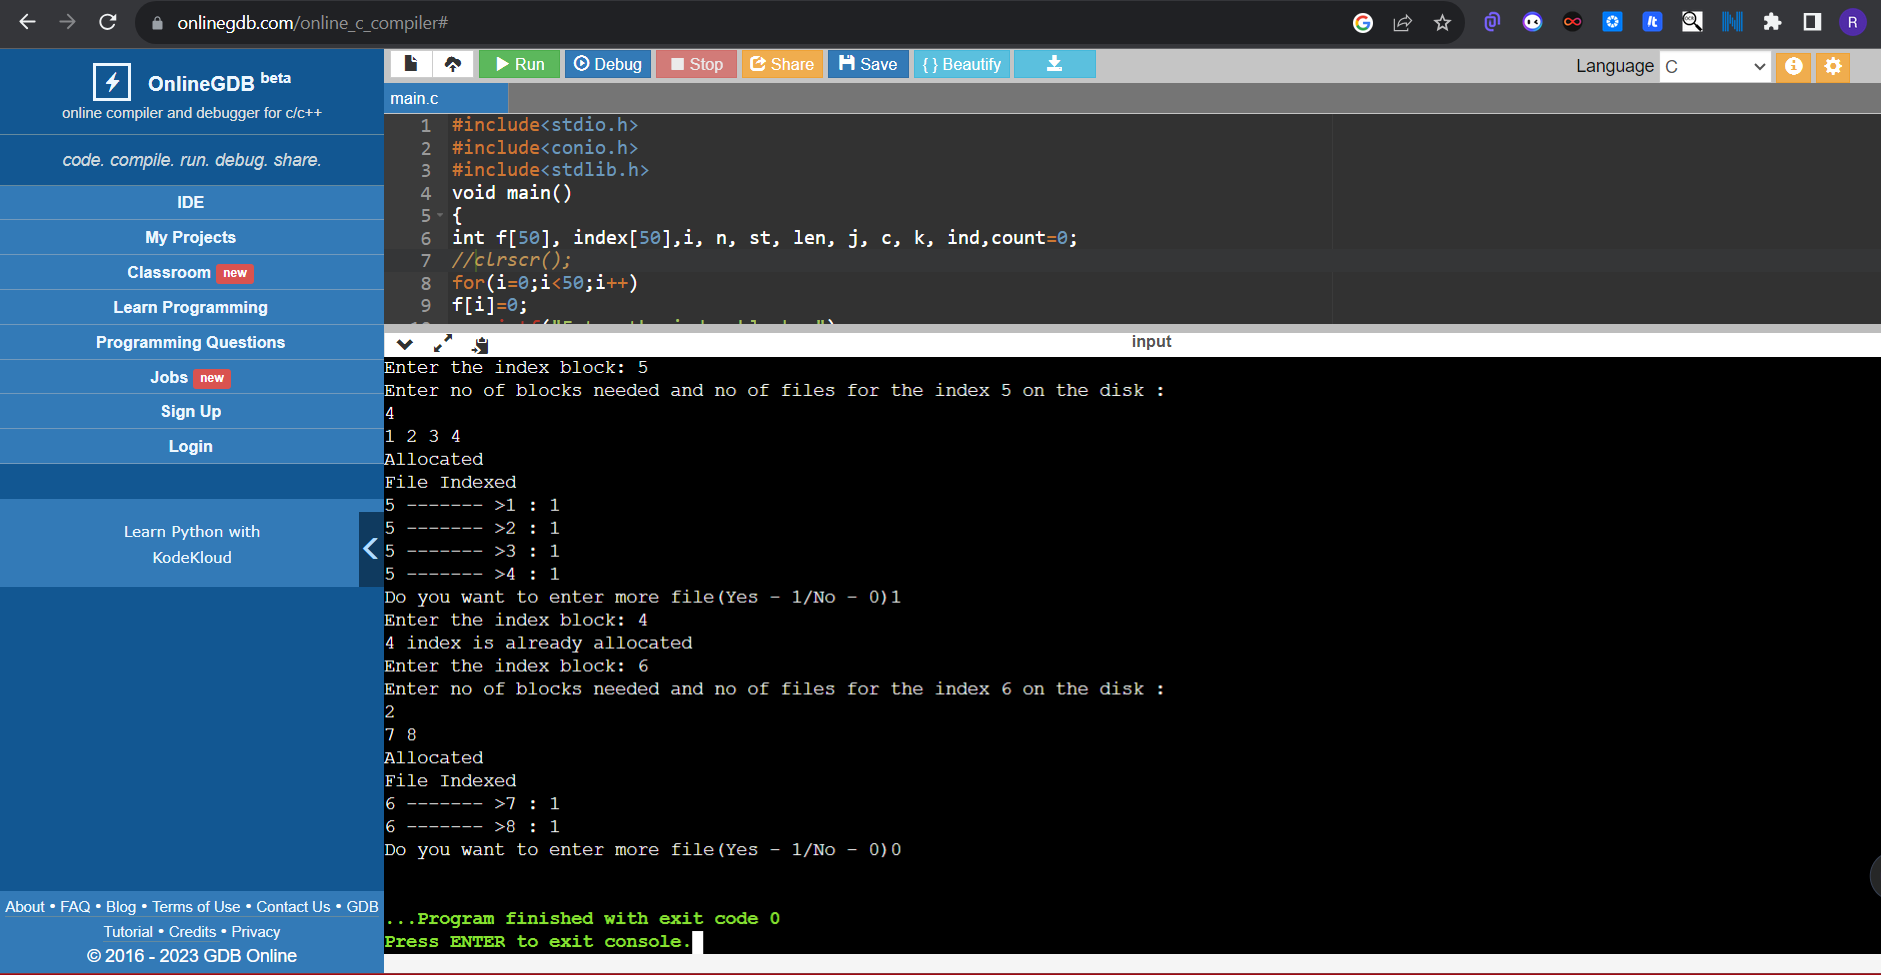 onlinegdb.com/online_c_compiler#
R
OnlineGDB beta
online compiler and debugger for c/c++
code. compile. run. debug. share.
IDE
My Projects
Classroom new
Learn Programming
Programming Questions
Jobs new
Sign Up
Login
Learn Python with
KodeKloud
About • FAQ • Blog • Terms of Use • Contact Us • GDB
Tutorial • Credits • Privacy
© 2016 - 2023 GDB Online
Run Debug Stop Share Save { } Beautify
Language C
main.c
1 #include<stdio.h>
2 #include<conio.h>
3 #include<stdlib.h>
4 void main()
5 {
6 int f[50], index[50],i, n, st, len, j, c, k, ind,count=0;
7 //clrscr();
8 for(i=0;i<50;i++)
9 f[i]=0;
input
Enter the index block: 5
Enter no of blocks needed and no of files for the index 5 on the disk :
4
1 2 3 4
Allocated
File Indexed
5 ------- >1 : 1
5 ------- >2 : 1
5 ------- >3 : 1
5 ------- >4 : 1
Do you want to enter more file(Yes - 1/No - 0)1
Enter the index block: 4
4 index is already allocated
Enter the index block: 6
Enter no of blocks needed and no of files for the index 6 on the disk :
2
7 8
Allocated
File Indexed
6 ------- >7 : 1
6 ------- >8 : 1
Do you want to enter more file(Yes - 1/No - 0)0
...Program finished with exit code 0
Press ENTER to exit console.